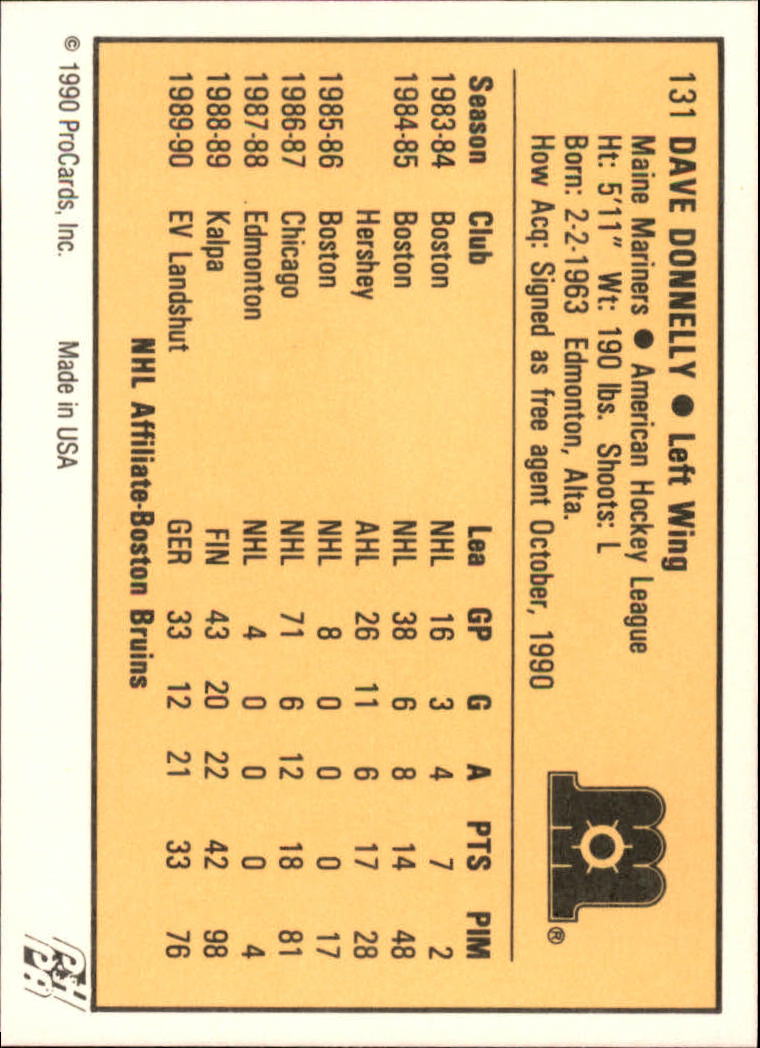 131 DAVE DONNELLY ● Left Wing
Maine Mariners ● American Hockey League
Ht: 5'11" Wt: 190 lbs. Shoots: L
Born: 2-2-1963 Edmonton, Alta.
How Acq: Signed as free agent October, 1990
®
Season Club Lea GP G A PTS PIM
1983-84 Boston NHL 16 3 4 7 2
1984-85 Boston NHL 38 6 8 14 48
Hershey AHL 26 11 6 17 28
1985-86 Boston NHL 8 0 0 0 17
1986-87 Chicago NHL 71 6 12 18 81
1987-88 Edmonton NHL 4 0 0 0 4
1988-89 Kalpa FIN 43 20 22 42 98
1989-90 EV Landshut GER 33 12 21 33 76
NHL Affiliate-Boston Bruins
© 1990 ProCards, Inc. Made in USA